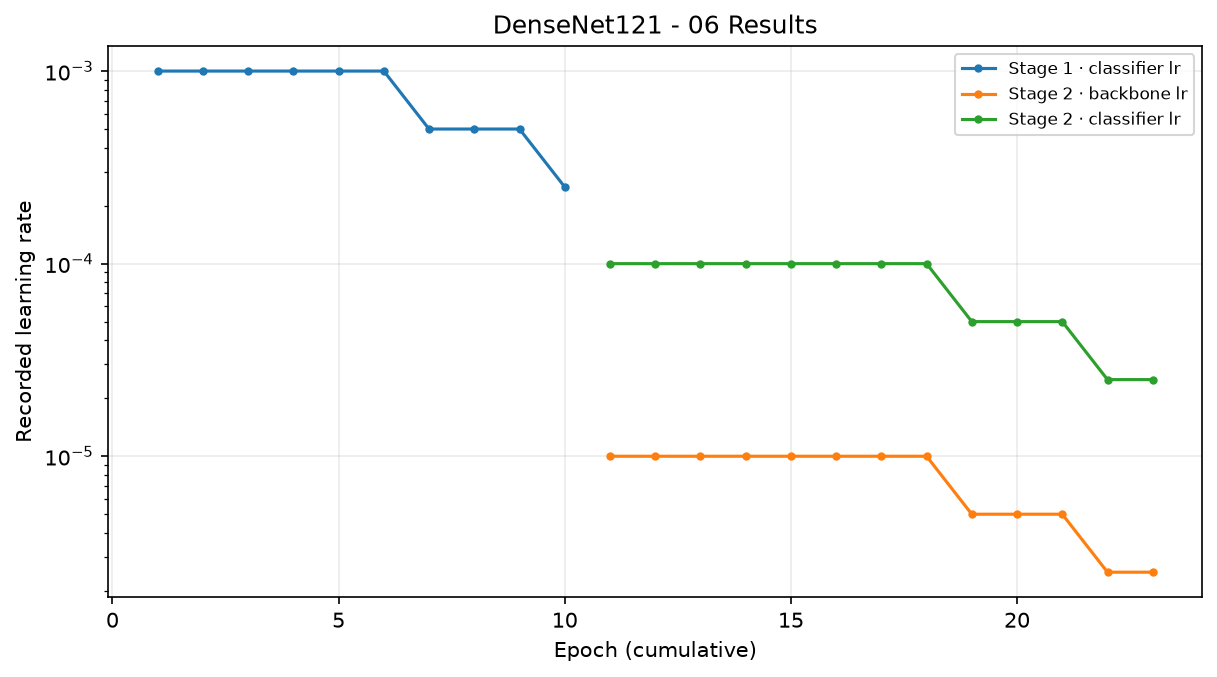 DenseNet121 - 06 Results
Stage 1 · classifier lr
Stage 2 · backbone lr
Stage 2 · classifier lr
Recorded learning rate
10⁻³
10⁻⁴
10⁻⁵
0 5 10 15 20
Epoch (cumulative)